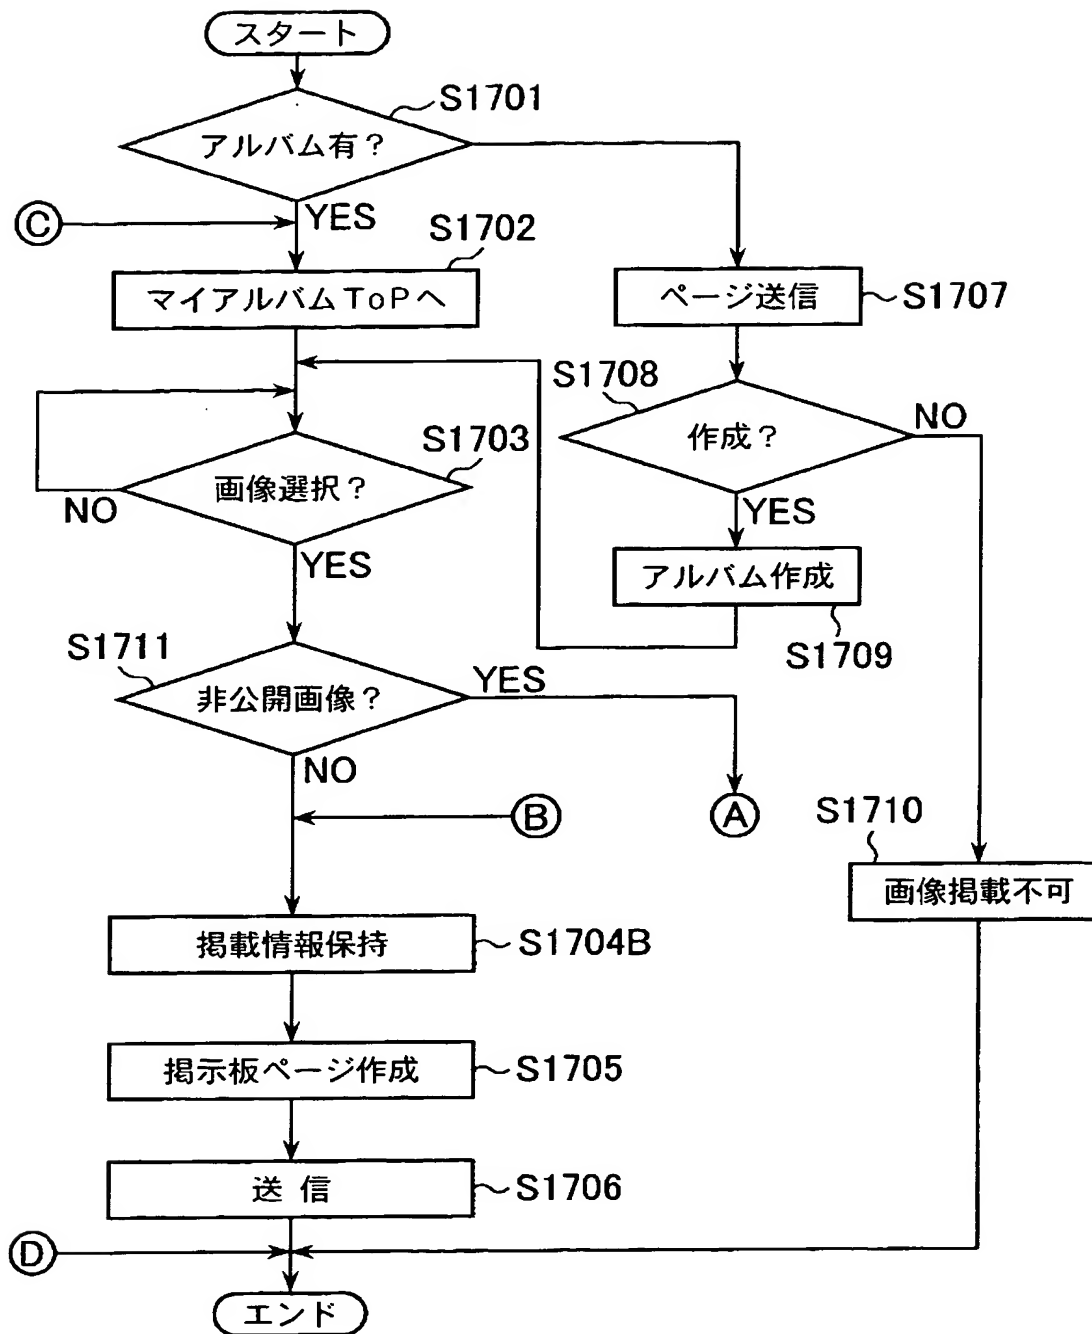 スタート
S1701
アルバム有?
C
YES
S1702
マイアルバムToPへ
ページ送信
S1707
S1708
作成?
NO
S1703
画像選択?
NO
YES
YES
アルバム作成
S1709
S1711
非公開画像?
YES
NO
B
A
S1710
画像掲載不可
掲載情報保持
S1704B
掲示板ページ作成
S1705
送信
S1706
D
エンド